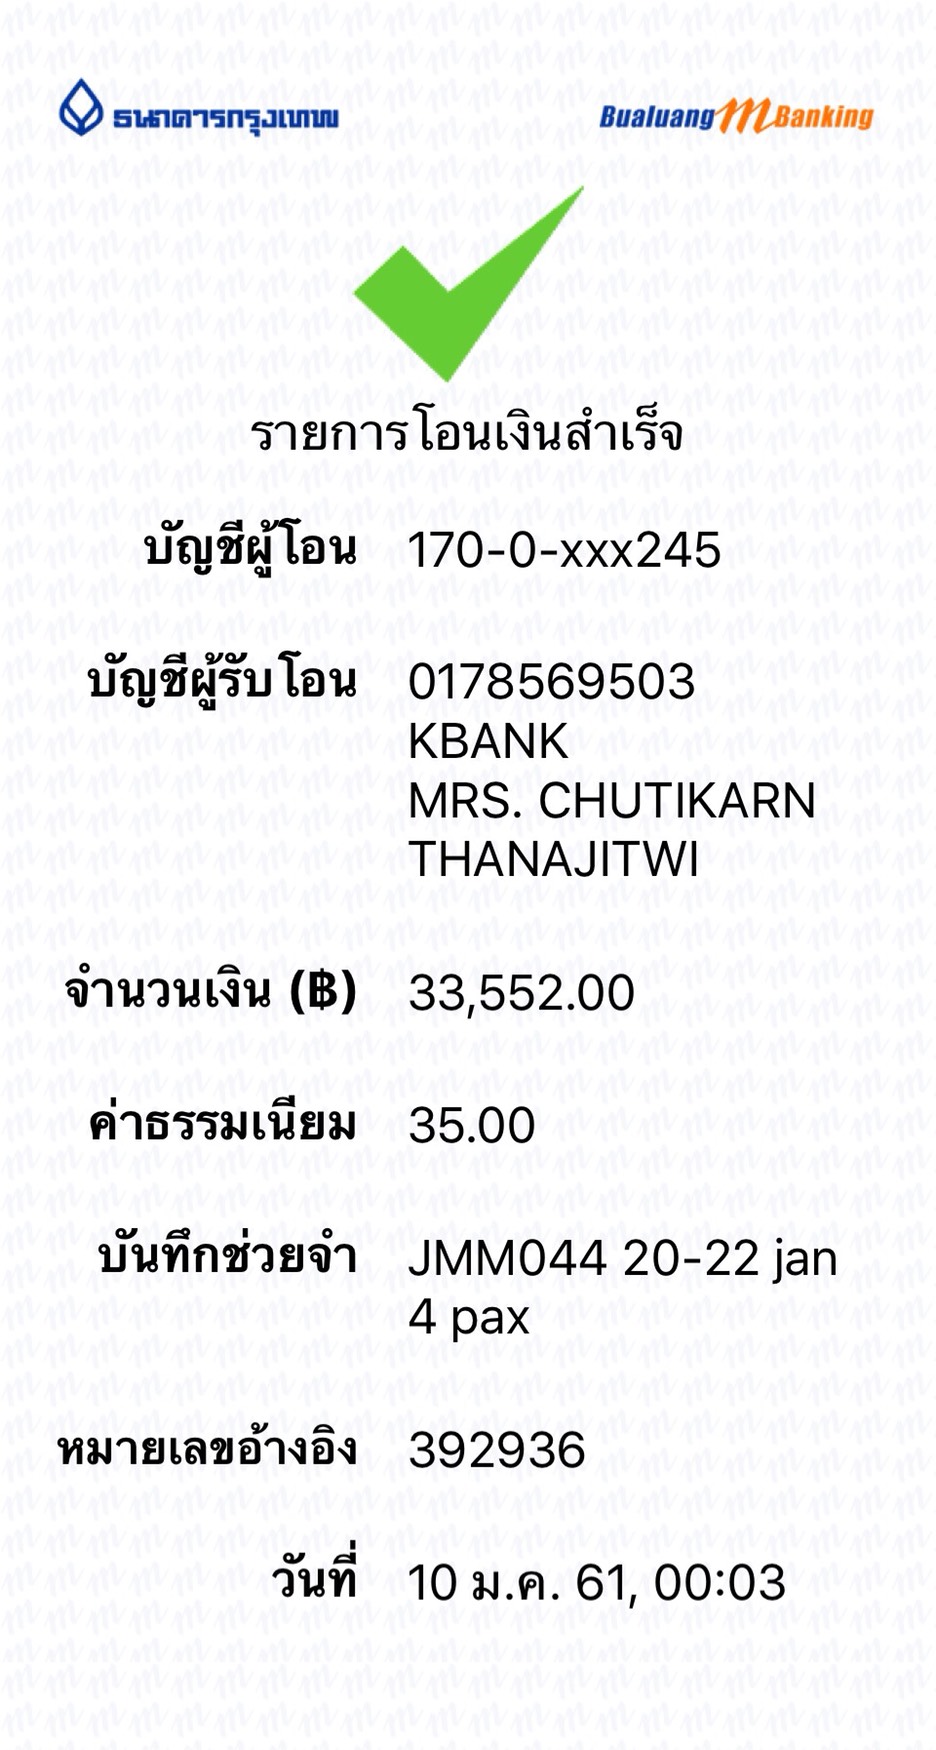 ธนาคารกรุงเทพ Bualuang m Banking
รายการโอนเงินสำเร็จ
บัญชีผู้โอน 170-0-xxx245
บัญชีผู้รับโอน 0178569503
KBANK
MRS. CHUTIKARN
THANAJITWI
จำนวนเงิน (฿) 33,552.00
ค่าธรรมเนียม 35.00
บันทึกช่วยจำ JMM044 20-22 jan
4 pax
หมายเลขอ้างอิง 392936
วันที่ 10 ม.ค. 61, 00:03